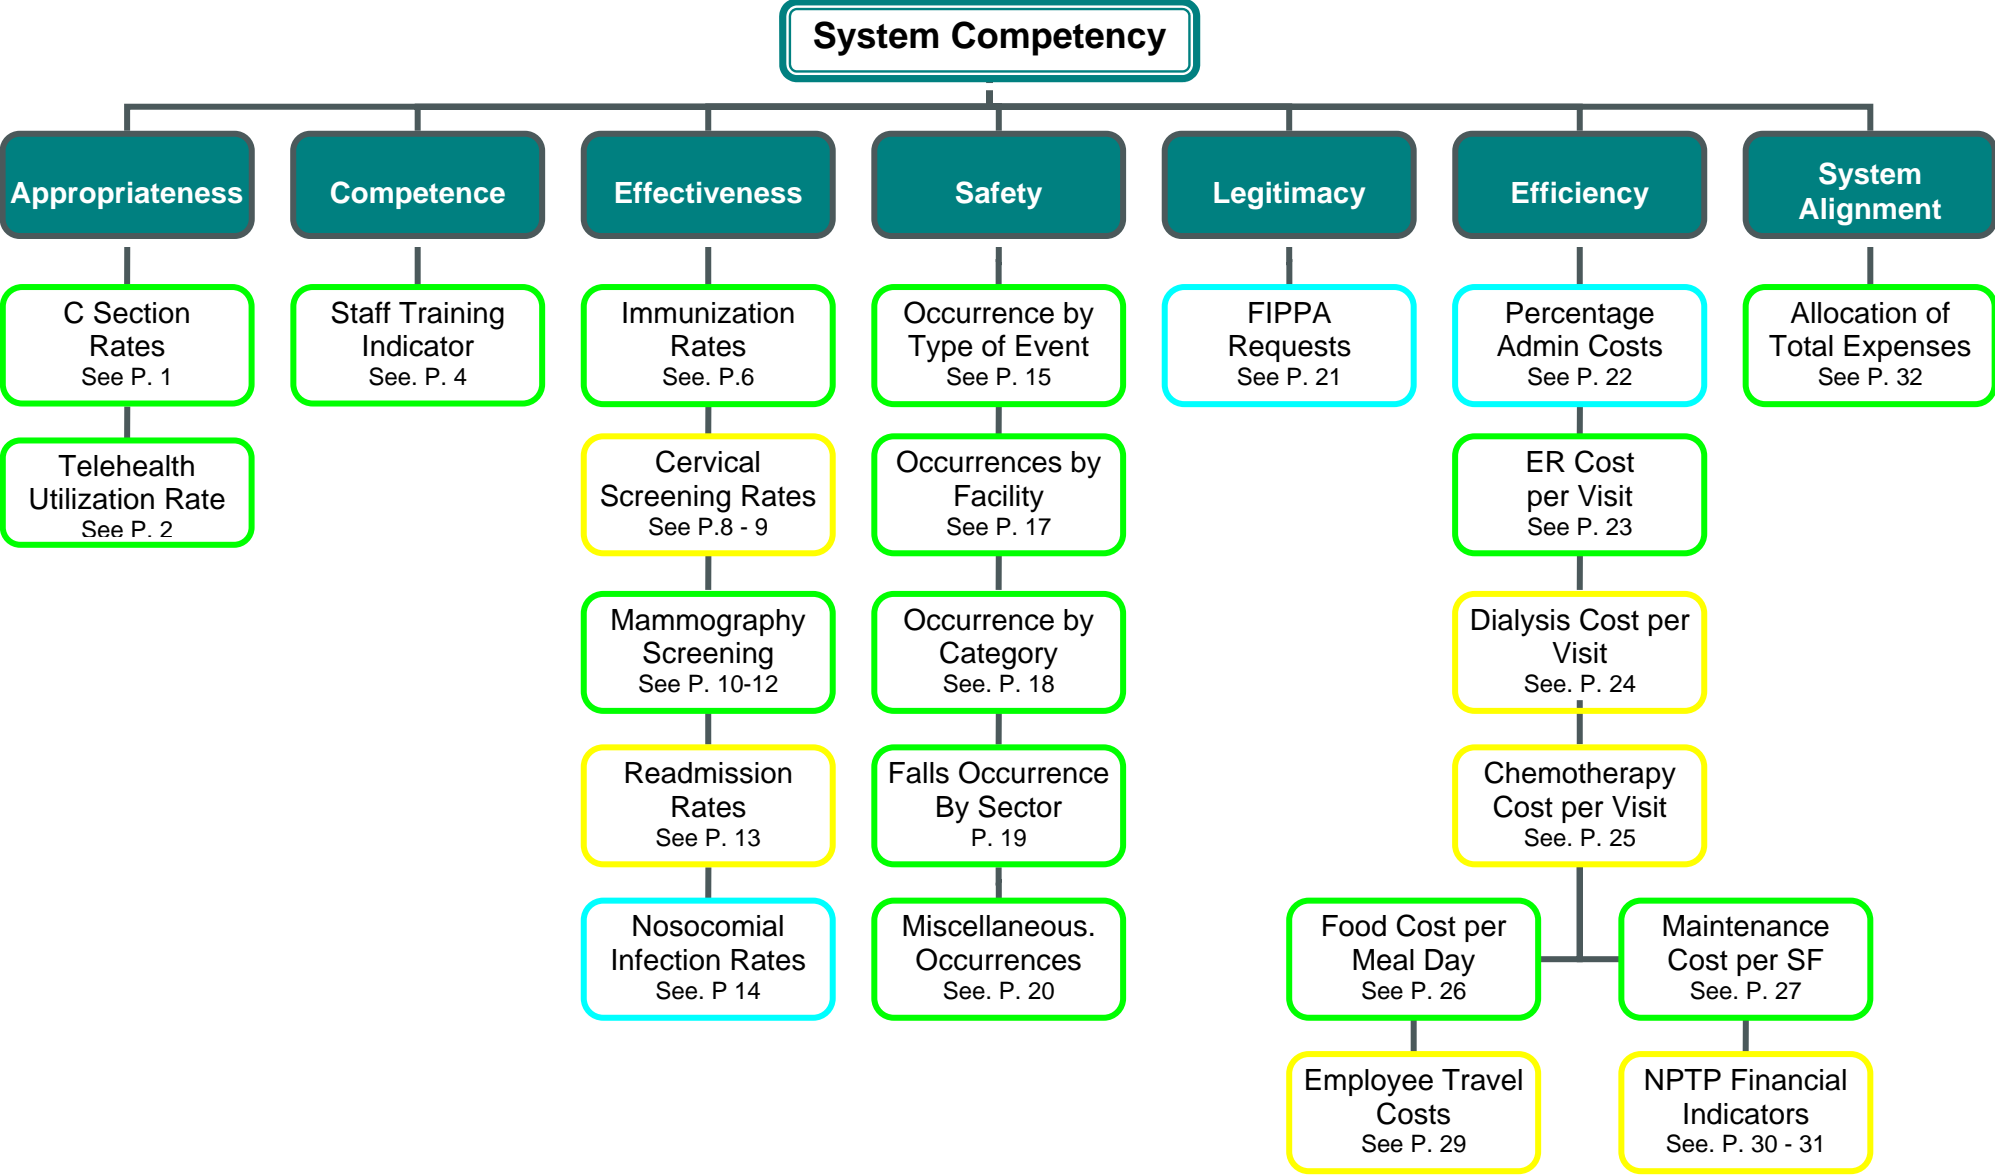 System Competency
Appropriateness
Competence
Effectiveness
Safety
Legitimacy
Efficiency
System
Alignment
C Section
Rates
See P. 1
Staff Training
Indicator
See. P. 4
Immunization
Rates
See. P.6
Occurrence by
Type of Event
See P. 15
FIPPA
Requests
See P. 21
Percentage
Admin Costs
See P. 22
Allocation of
Total Expenses
See P. 32
Telehealth
Utilization Rate
See P. 2
Cervical
Screening Rates
See P.8 - 9
Occurrences by
Facility
See P. 17
ER Cost
per Visit
See P. 23
Mammography
Screening
See P. 10-12
Occurrence by
Category
See. P. 18
Dialysis Cost per
Visit
See. P. 24
Readmission
Rates
See P. 13
Falls Occurrence
By Sector
P. 19
Chemotherapy
Cost per Visit
See. P. 25
Nosocomial
Infection Rates
See. P 14
Miscellaneous.
Occurrences
See. P. 20
Food Cost per
Meal Day
See P. 26
Maintenance
Cost per SF
See. P. 27
Employee Travel
Costs
See P. 29
NPTP Financial
Indicators
See. P. 30 - 31